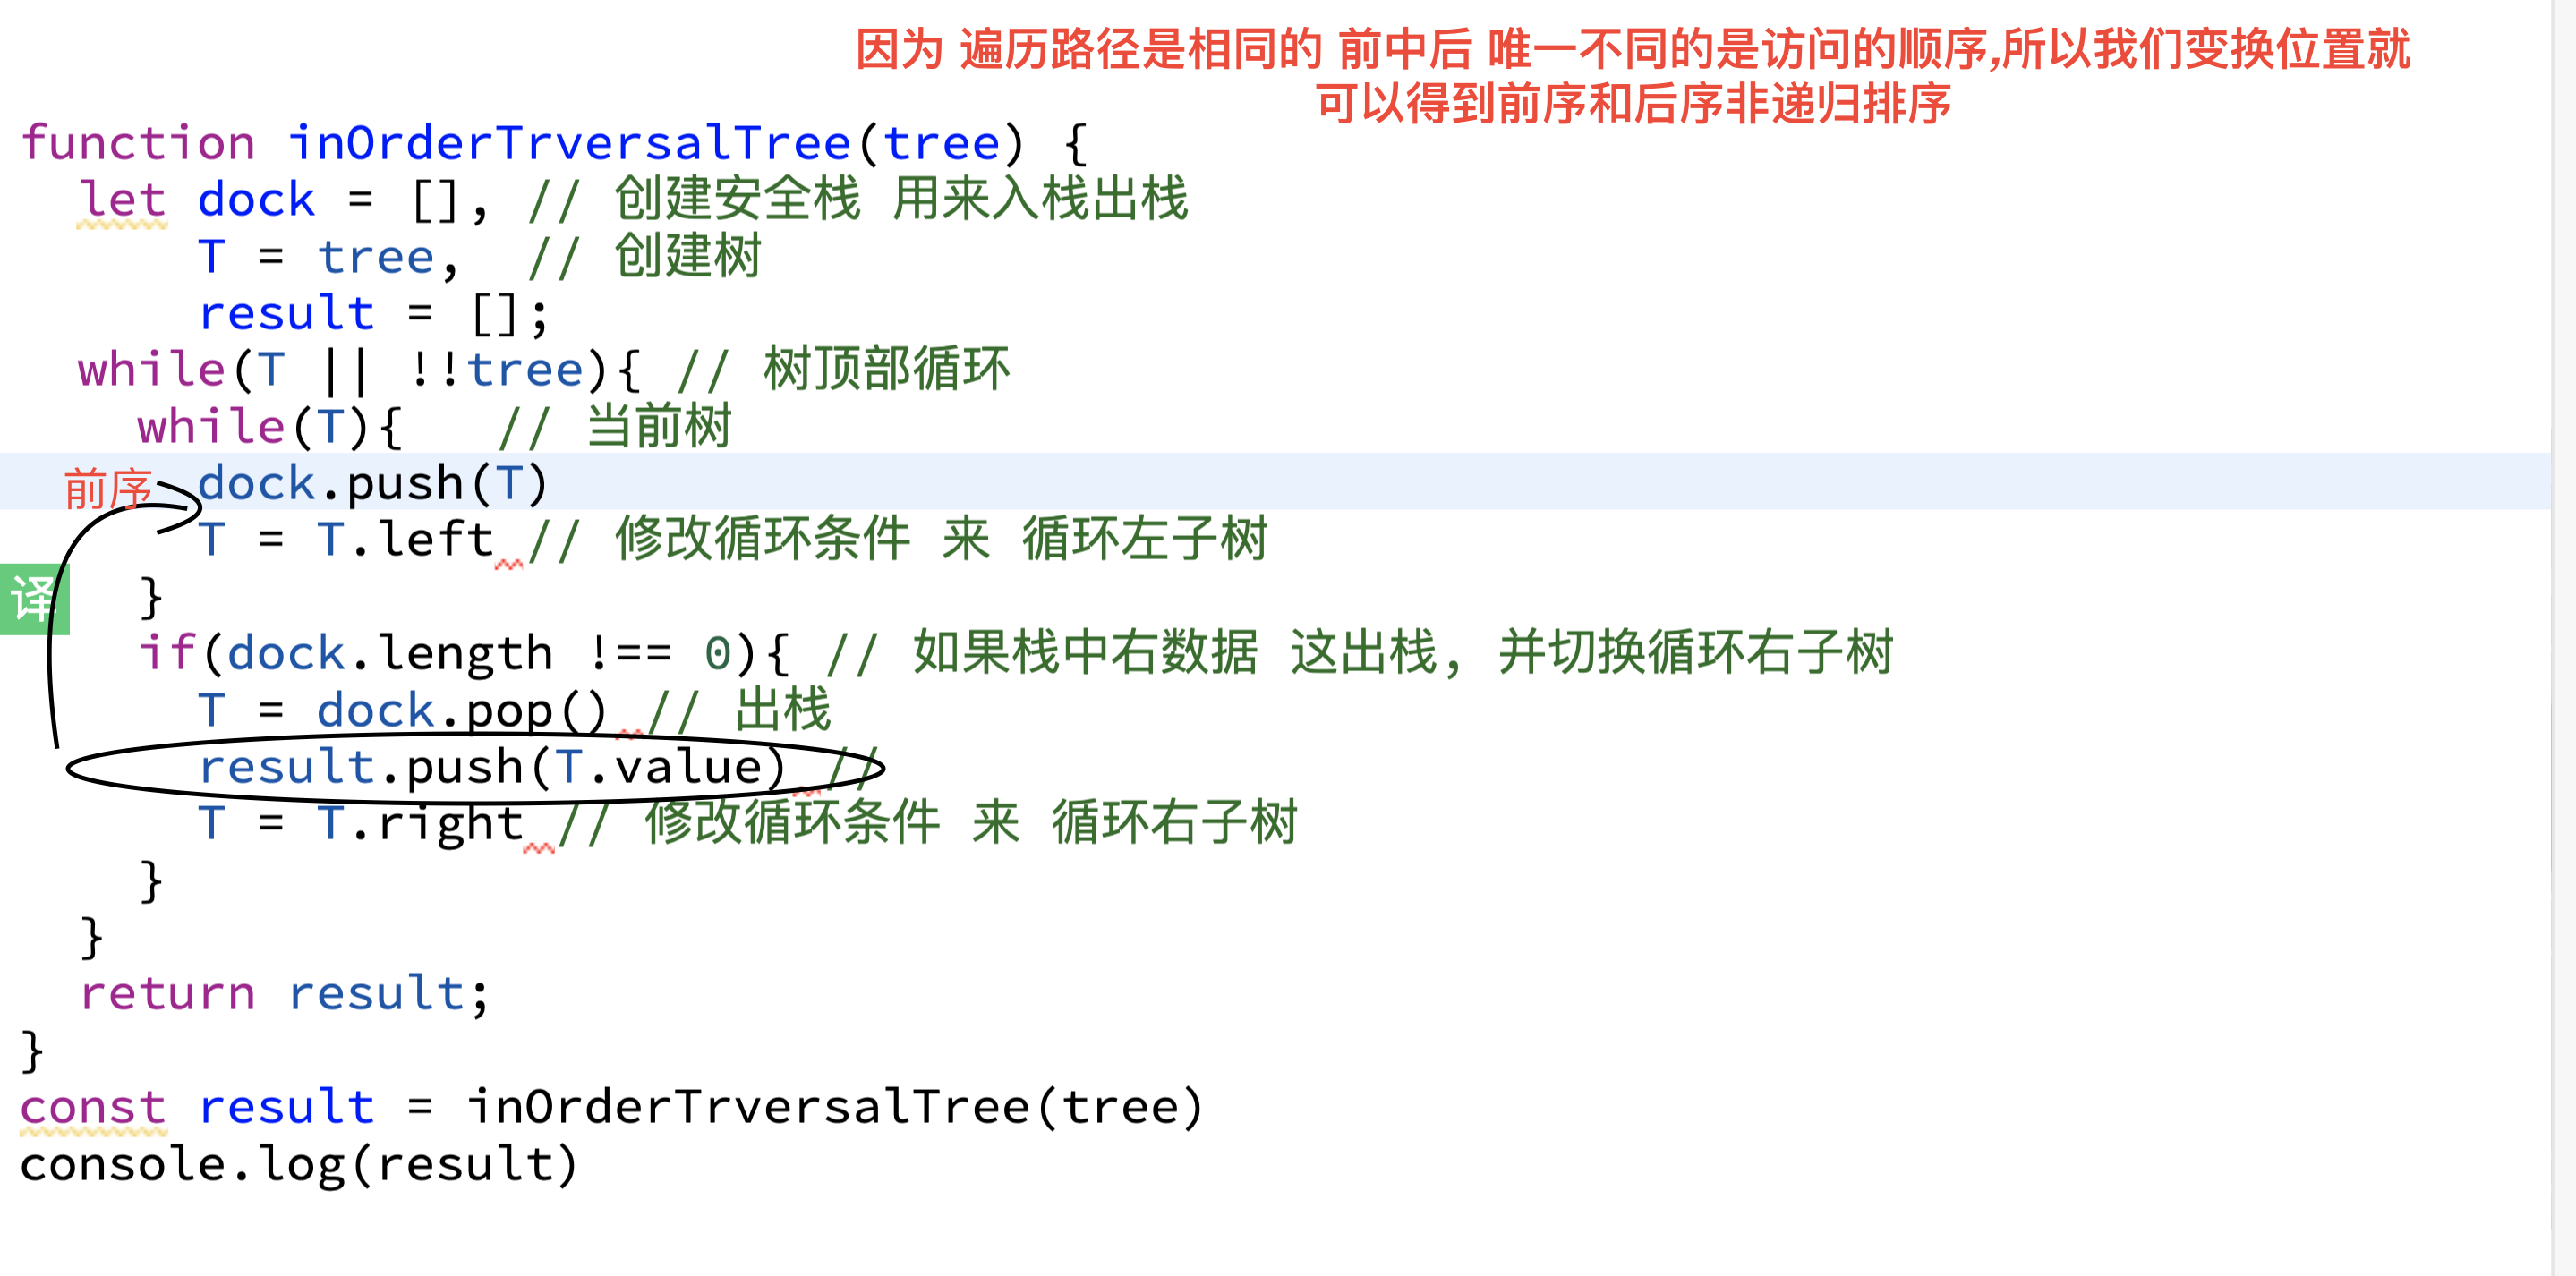 因为 遍历路径是相同的 前中后 唯一不同的是访问的顺序,所以我们变换位置就
可以得到前序和后序非递归排序
function inOrderTrversalTree(tree) {
let dock = [], // 创建安全栈 用来入栈出栈
T = tree, // 创建树
result = [];
while(T || !!tree){ // 树顶部循环
while(T){ // 当前树
前序 dock.push(T)
T = T.left // 修改循环条件 来 循环左子树
译 }
if(dock.length !== 0){ // 如果栈中右数据 这出栈, 并切换循环右子树
T = dock.pop() // 出栈
result.push(T.value) //
T = T.right // 修改循环条件 来 循环右子树
}
}
return result;
}
const result = inOrderTrversalTree(tree)
console.log(result)